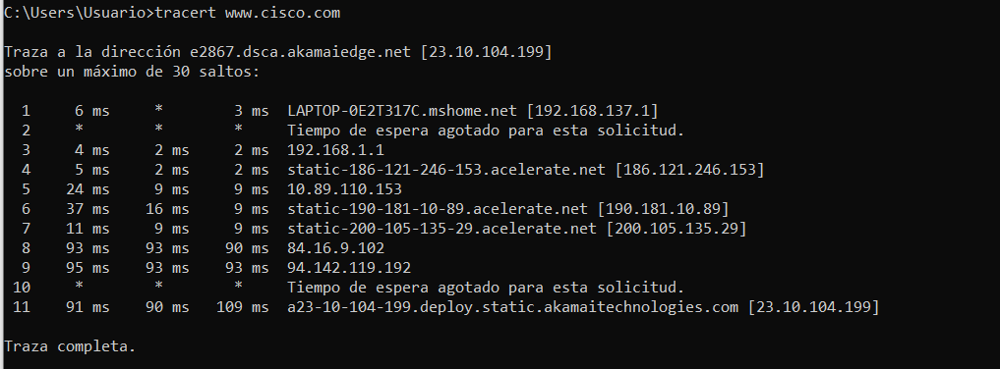 C:\Users\Usuario>tracert www.cisco.com
Traza a la dirección e2867.dsca.akamaiedge.net [23.10.104.199]
sobre un máximo de 30 saltos:
1 6 ms * 3 ms LAPTOP-0E2T317C.mshome.net [192.168.137.1]
2 * * * Tiempo de espera agotado para esta solicitud.
3 4 ms 2 ms 2 ms 192.168.1.1
4 5 ms 2 ms 2 ms static-186-121-246-153.acelerate.net [186.121.246.153]
5 24 ms 9 ms 9 ms 10.89.110.153
6 37 ms 16 ms 9 ms static-190-181-10-89.acelerate.net [190.181.10.89]
7 11 ms 9 ms 9 ms static-200-105-135-29.acelerate.net [200.105.135.29]
8 93 ms 93 ms 90 ms 84.16.9.102
9 95 ms 93 ms 93 ms 94.142.119.192
10 * * * Tiempo de espera agotado para esta solicitud.
11 91 ms 90 ms 109 ms a23-10-104-199.deploy.static.akamaitechnologies.com [23.10.104.199]
Traza completa.